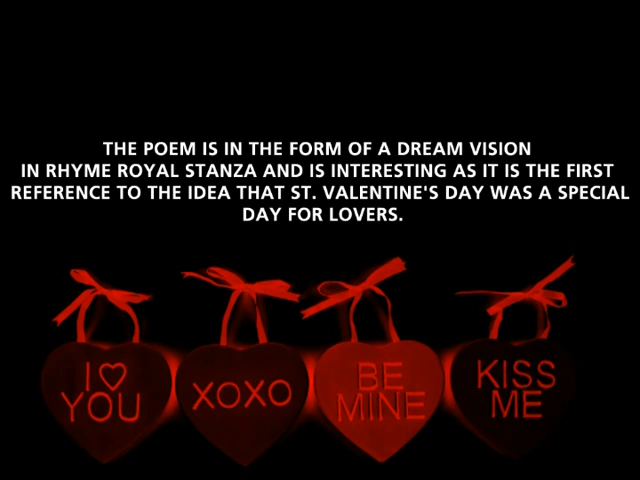 THE POEM IS IN THE FORM OF A DREAM VISION
IN RHYME ROYAL STANZA AND IS INTERESTING AS IT IS THE FIRST
REFERENCE TO THE IDEA THAT ST. VALENTINE'S DAY WAS A SPECIAL
DAY FOR LOVERS.
I ♡
YOU
XOXO
BE
MINE
KISS
ME